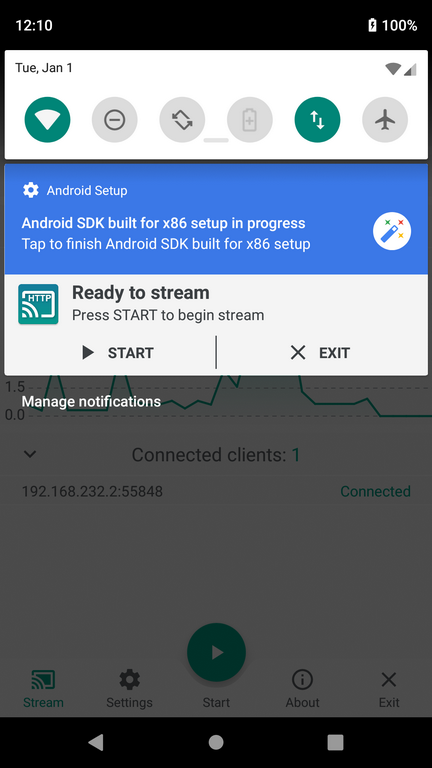 12:10
100%
Tue, Jan 1
Android Setup
Android SDK built for x86 setup in progress
Tap to finish Android SDK built for x86 setup
HTTP
Ready to stream
Press START to begin stream
START
EXIT
1.5
0.0
Manage notifications
Connected clients: 1
192.168.232.2:55848
Connected
Stream
Settings
Start
About
Exit